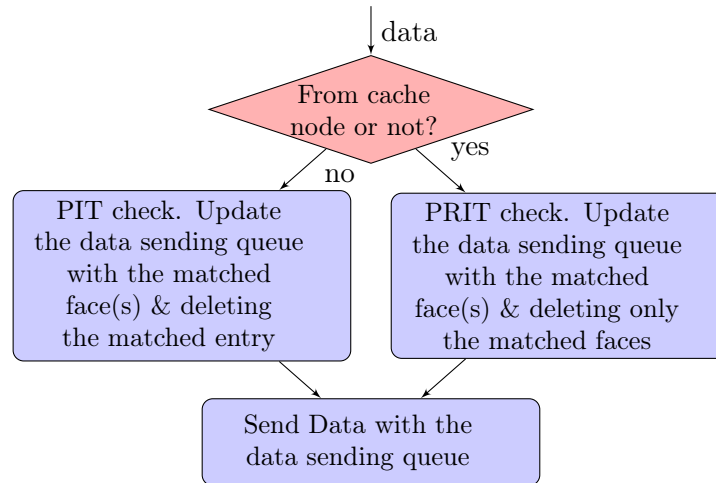 data
From cache
node or not?
no
yes
PIT check. Update
the data sending queue
with the matched
face(s) & deleting
the matched entry
PRIT check. Update
the data sending queue
with the matched
face(s) & deleting only
the matched faces
Send Data with the
data sending queue